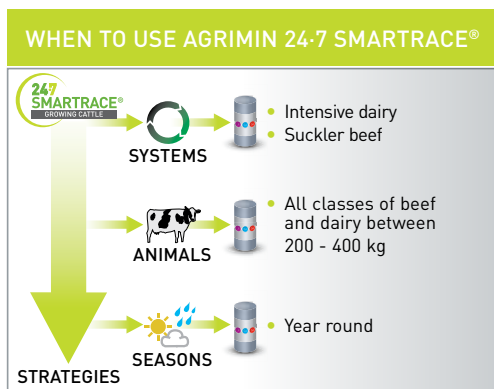 WHEN TO USE AGRIMIN 24·7 SMARTRACE®
24·7
SMARTRACE®
GROWING CATTLE
SYSTEMS
• Intensive dairy
• Suckler beef
ANIMALS
• All classes of beef
and dairy between
200 - 400 kg
SEASONS
• Year round
STRATEGIES